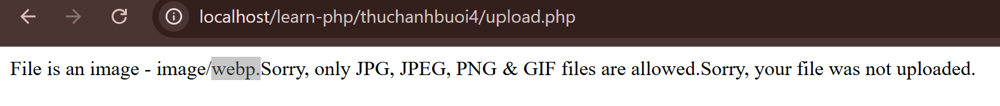 localhost/learn-php/thuchanhbuoi4/upload.php
File is an image - image/webp.Sorry, only JPG, JPEG, PNG & GIF files are allowed.Sorry, your file was not uploaded.